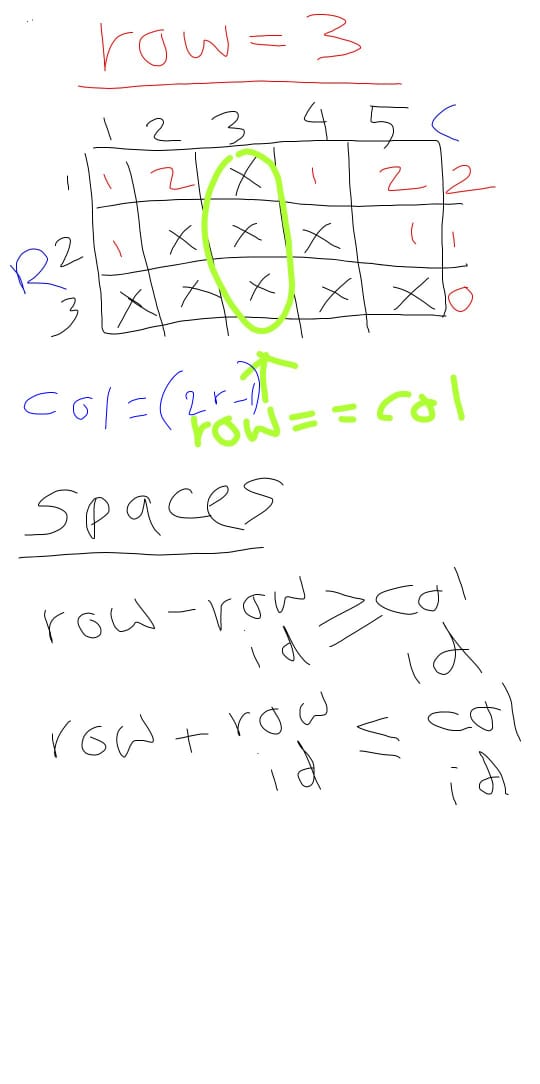 row = 3
1 2 3 4 5 C
1 1 2 X 1 2 2
R 2 1 X X X 1 1
3 X X X X X 0
col = (2r-1)
row == col
spaces
row - row id >= col id
row + row id <= col id